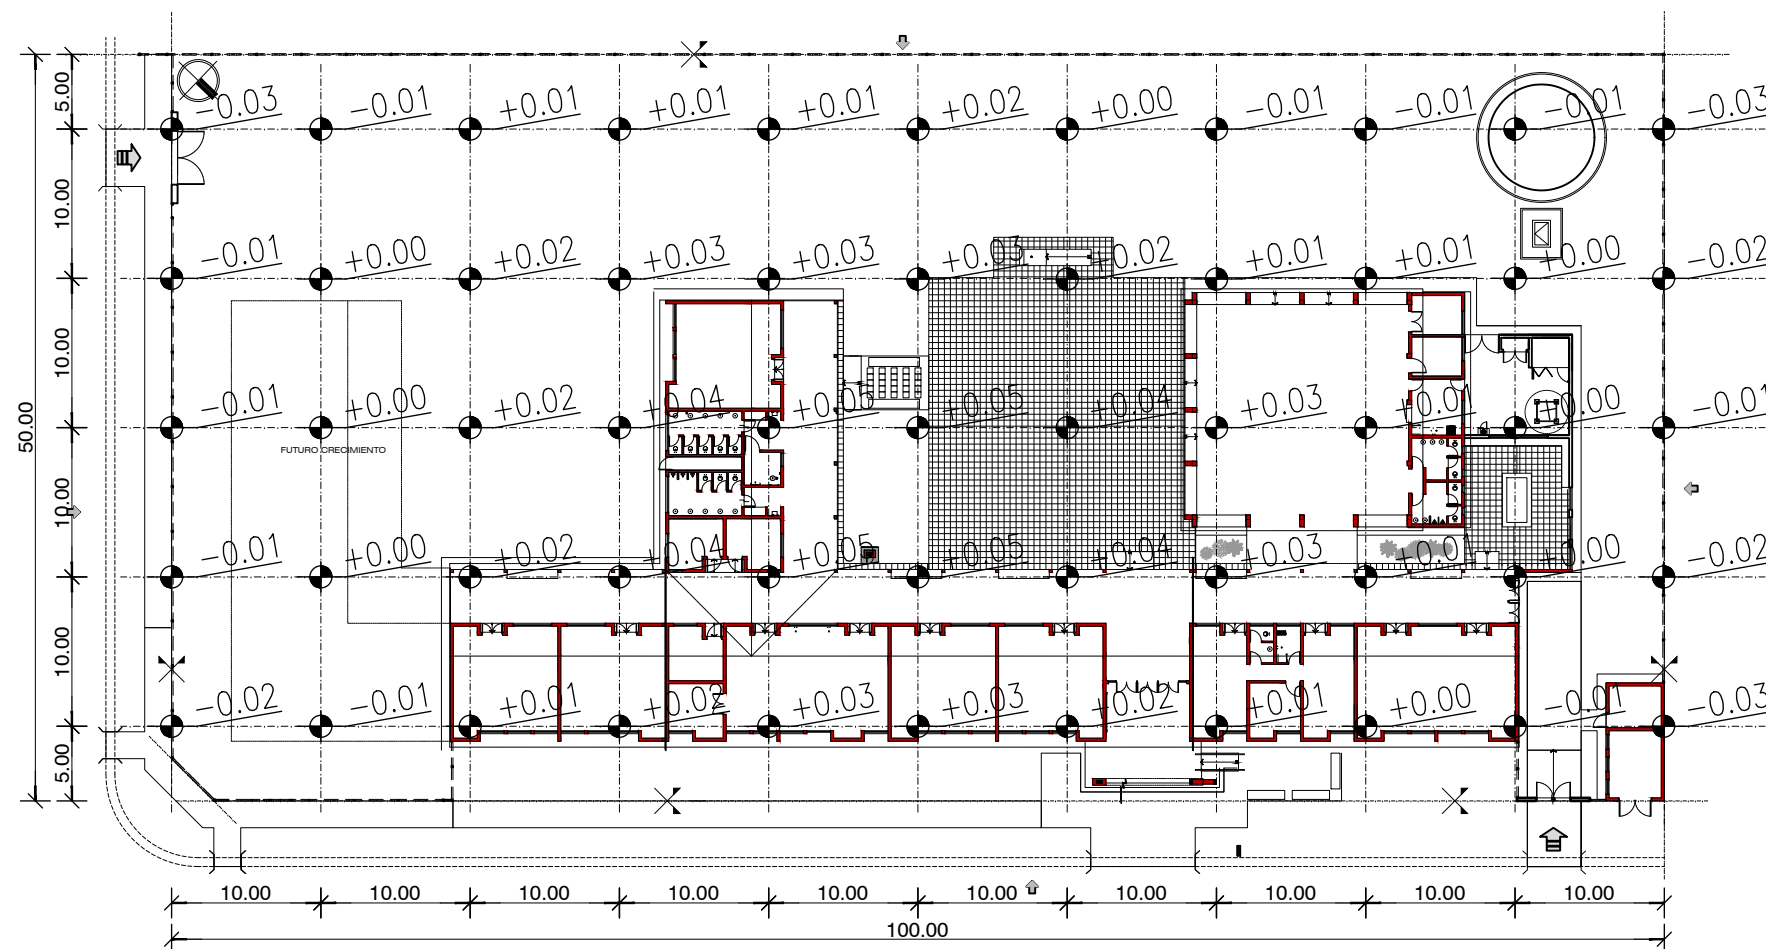 -0.03 -0.01 +0.01 +0.01 +0.01 +0.02 +0.00 -0.01 -0.01 -0.01 -0.03
-0.01 +0.00 +0.02 +0.03 +0.03 +0.03 +0.02 +0.01 +0.01 +0.00 -0.02
-0.01 +0.00 +0.02 +0.04 +0.05 +0.05 +0.04 +0.03 +0.01 +0.00 -0.01
FUTURO CRECIMIENTO
-0.01 +0.00 +0.02 +0.04 +0.05 +0.05 +0.04 +0.03 +0.01 +0.00 -0.02
-0.02 -0.01 +0.01 +0.02 +0.03 +0.03 +0.02 +0.01 +0.00 -0.01 -0.03
5.00
10.00
10.00
10.00
10.00
5.00
50.00
10.00 10.00 10.00 10.00 10.00 10.00 10.00 10.00 10.00 10.00
100.00